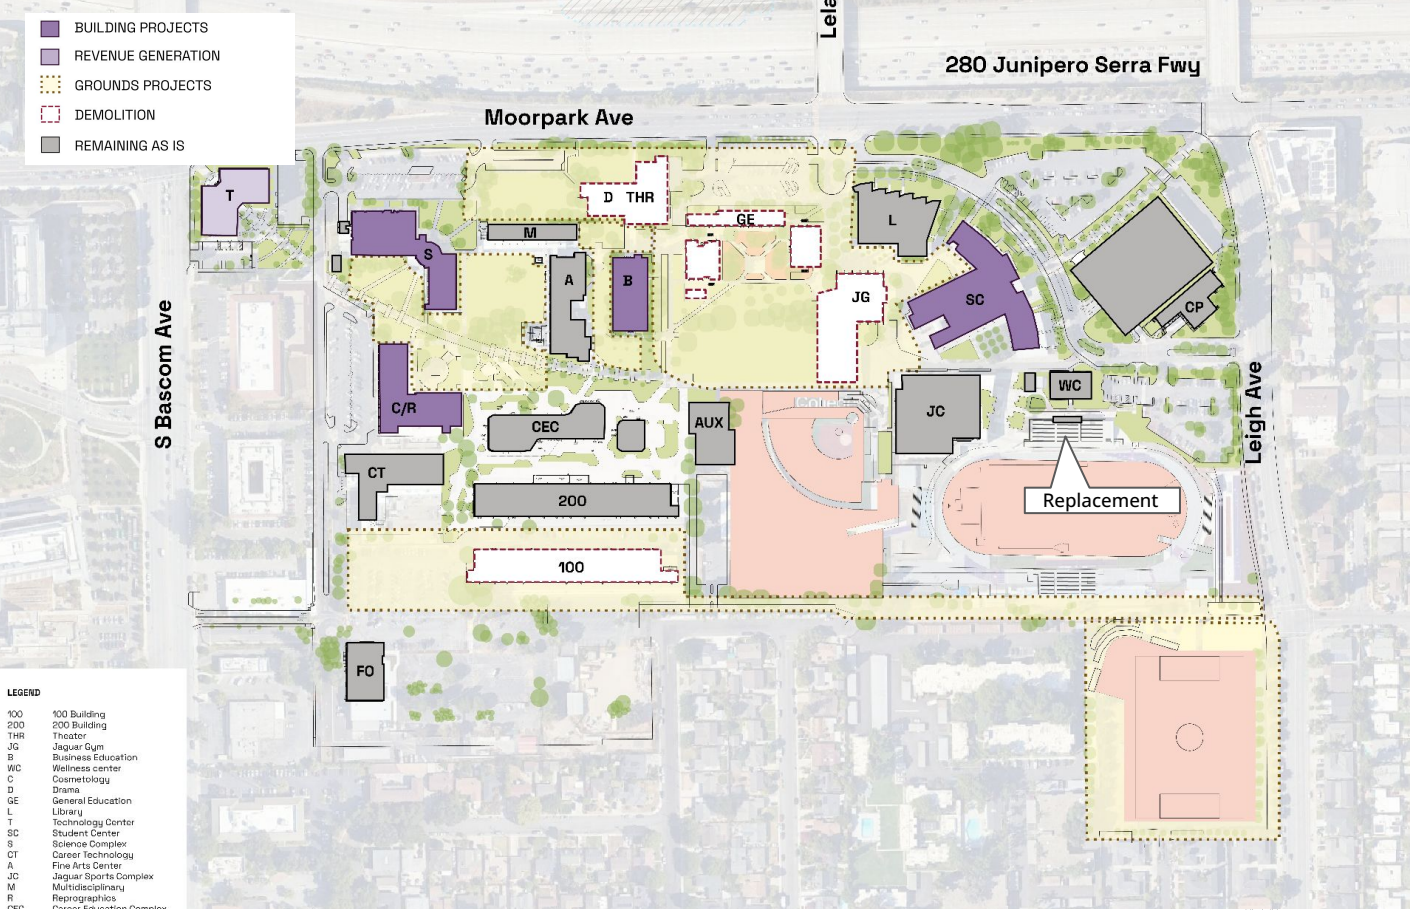 BUILDING PROJECTS
REVENUE GENERATION
GROUNDS PROJECTS
DEMOLITION
REMAINING AS IS
280 Junipero Serra Fwy
Moorpark Ave
S Bascom Ave
Leigh Ave
T
D THR
GE
L
M
S
A
B
JG
SC
CP
C/R
CEC
AUX
JC
WC
CT
200
Replacement
100
FO
LEGEND
100 100 Building
200 200 Building
THR Theater
JG Jaguar Gym
B Business Education
WC Wellness center
C Cosmetology
D Drama
GE General Education
L Library
T Technology Center
SC Student Center
S Science Complex
CT Career Technology
A Fine Arts Center
JC Jaguar Sports Complex
M Multidisciplinary
R Reprographics
CEC Career Education Complex